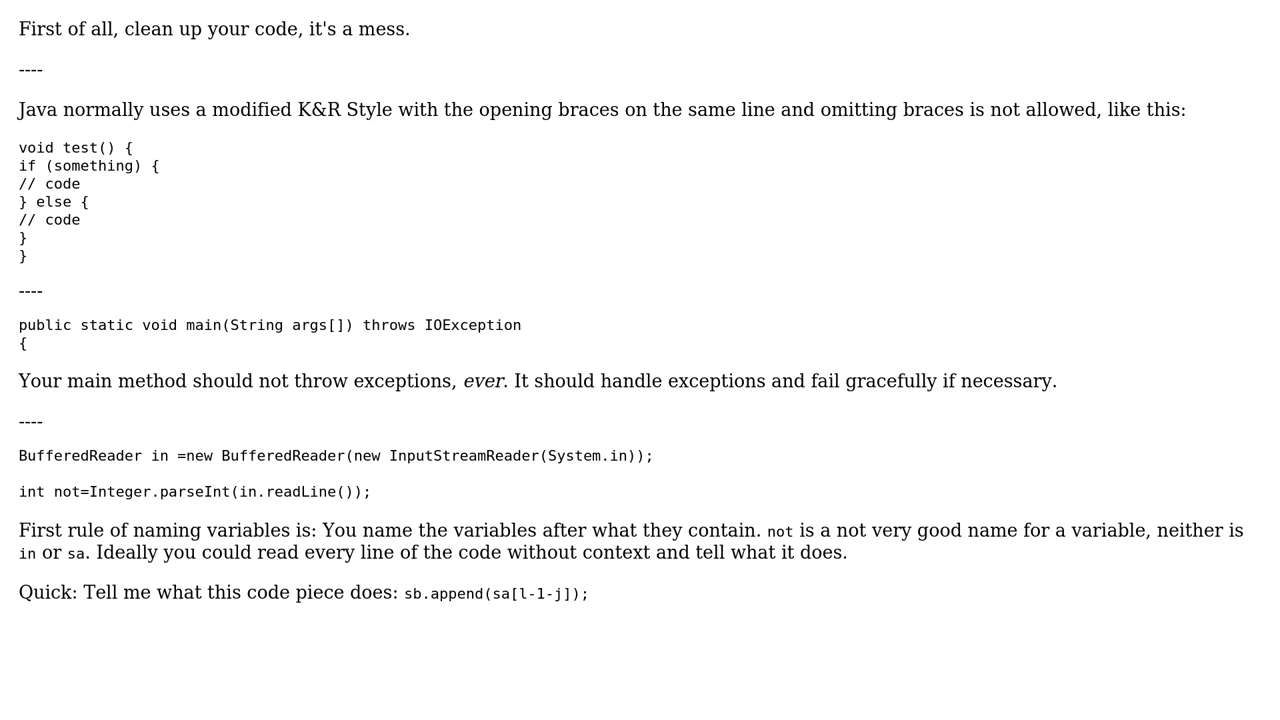 First of all, clean up your code, it's a mess.
----
Java normally uses a modified K&R Style with the opening braces on the same line and omitting braces is not allowed, like this:
void test() {
if (something) {
// code
} else {
// code
}
}
----
public static void main(String args[]) throws IOException
{
Your main method should not throw exceptions, ever. It should handle exceptions and fail gracefully if necessary.
----
BufferedReader in =new BufferedReader(new InputStreamReader(System.in));
int not=Integer.parseInt(in.readLine());
First rule of naming variables is: You name the variables after what they contain. not is a not very good name for a variable, neither is
in or sa. Ideally you could read every line of the code without context and tell what it does.
Quick: Tell me what this code piece does: sb.append(sa[l-1-j]);